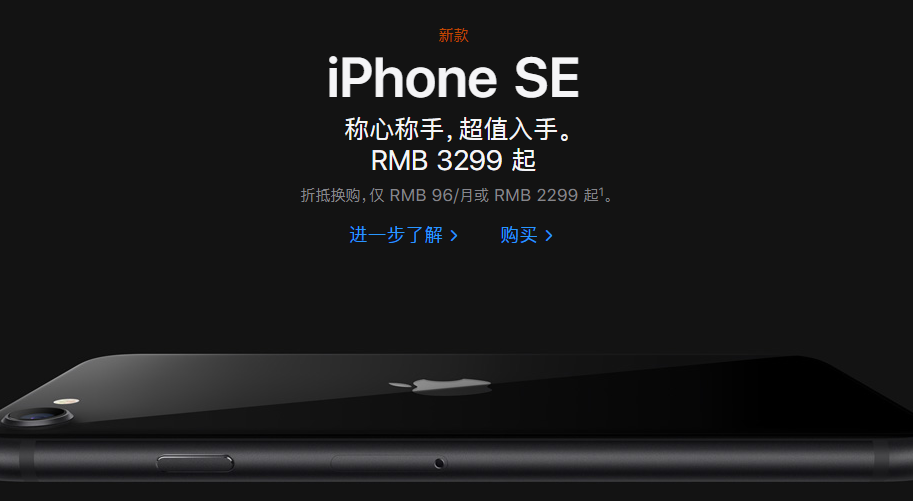 新款
iPhone SE
称心称手，超值入手。
RMB 3299 起
折抵换购，仅 RMB 96/月或 RMB 2299 起¹。
进一步了解 > 购买 >